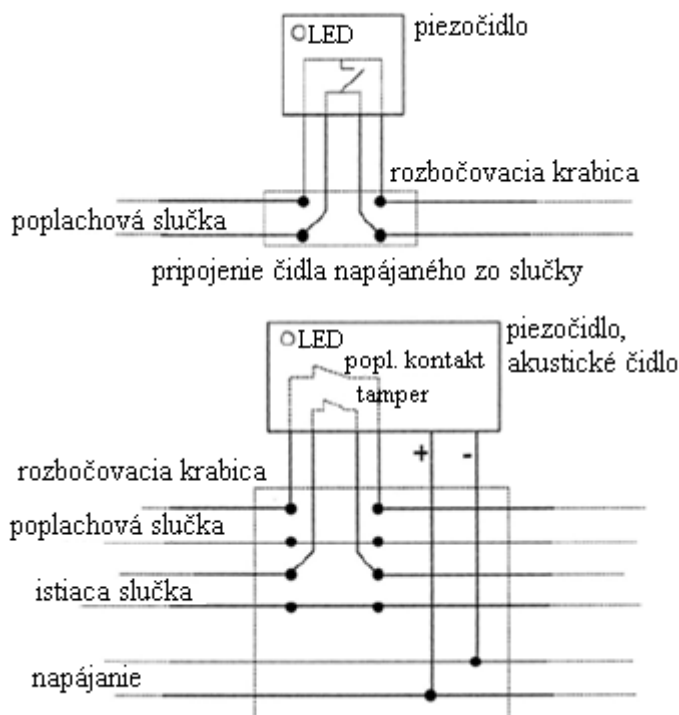 LED
piezočidlo
rozbočovacia krabica
poplachová slučka
pripojenie čidla napájaného zo slučky
LED
popl. kontakt
tamper
piezočidlo,
akustické čidlo
+ -
rozbočovacia krabica
poplachová slučka
istiaca slučka
napájanie